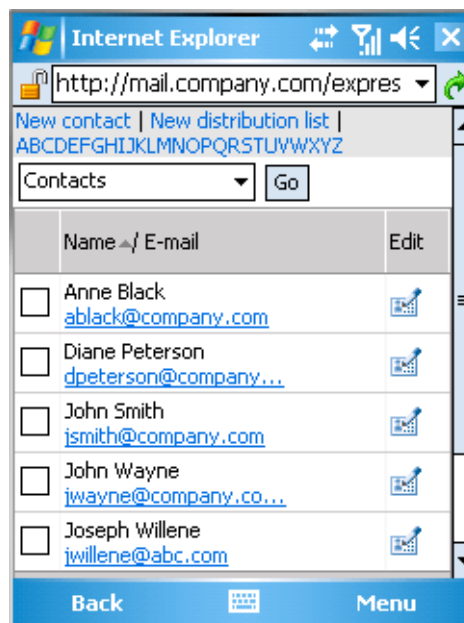 Internet Explorer
http://mail.company.com/expres
New contact | New distribution list |
ABCDEFGHIJKLMNOPQRSTUVWXYZ
Contacts Go
Name / E-mail Edit
Anne Black
ablack@company.com
Diane Peterson
dpeterson@company...
John Smith
jsmith@company.com
John Wayne
jwayne@company.co...
Joseph Willene
jwillene@abc.com
Back Menu